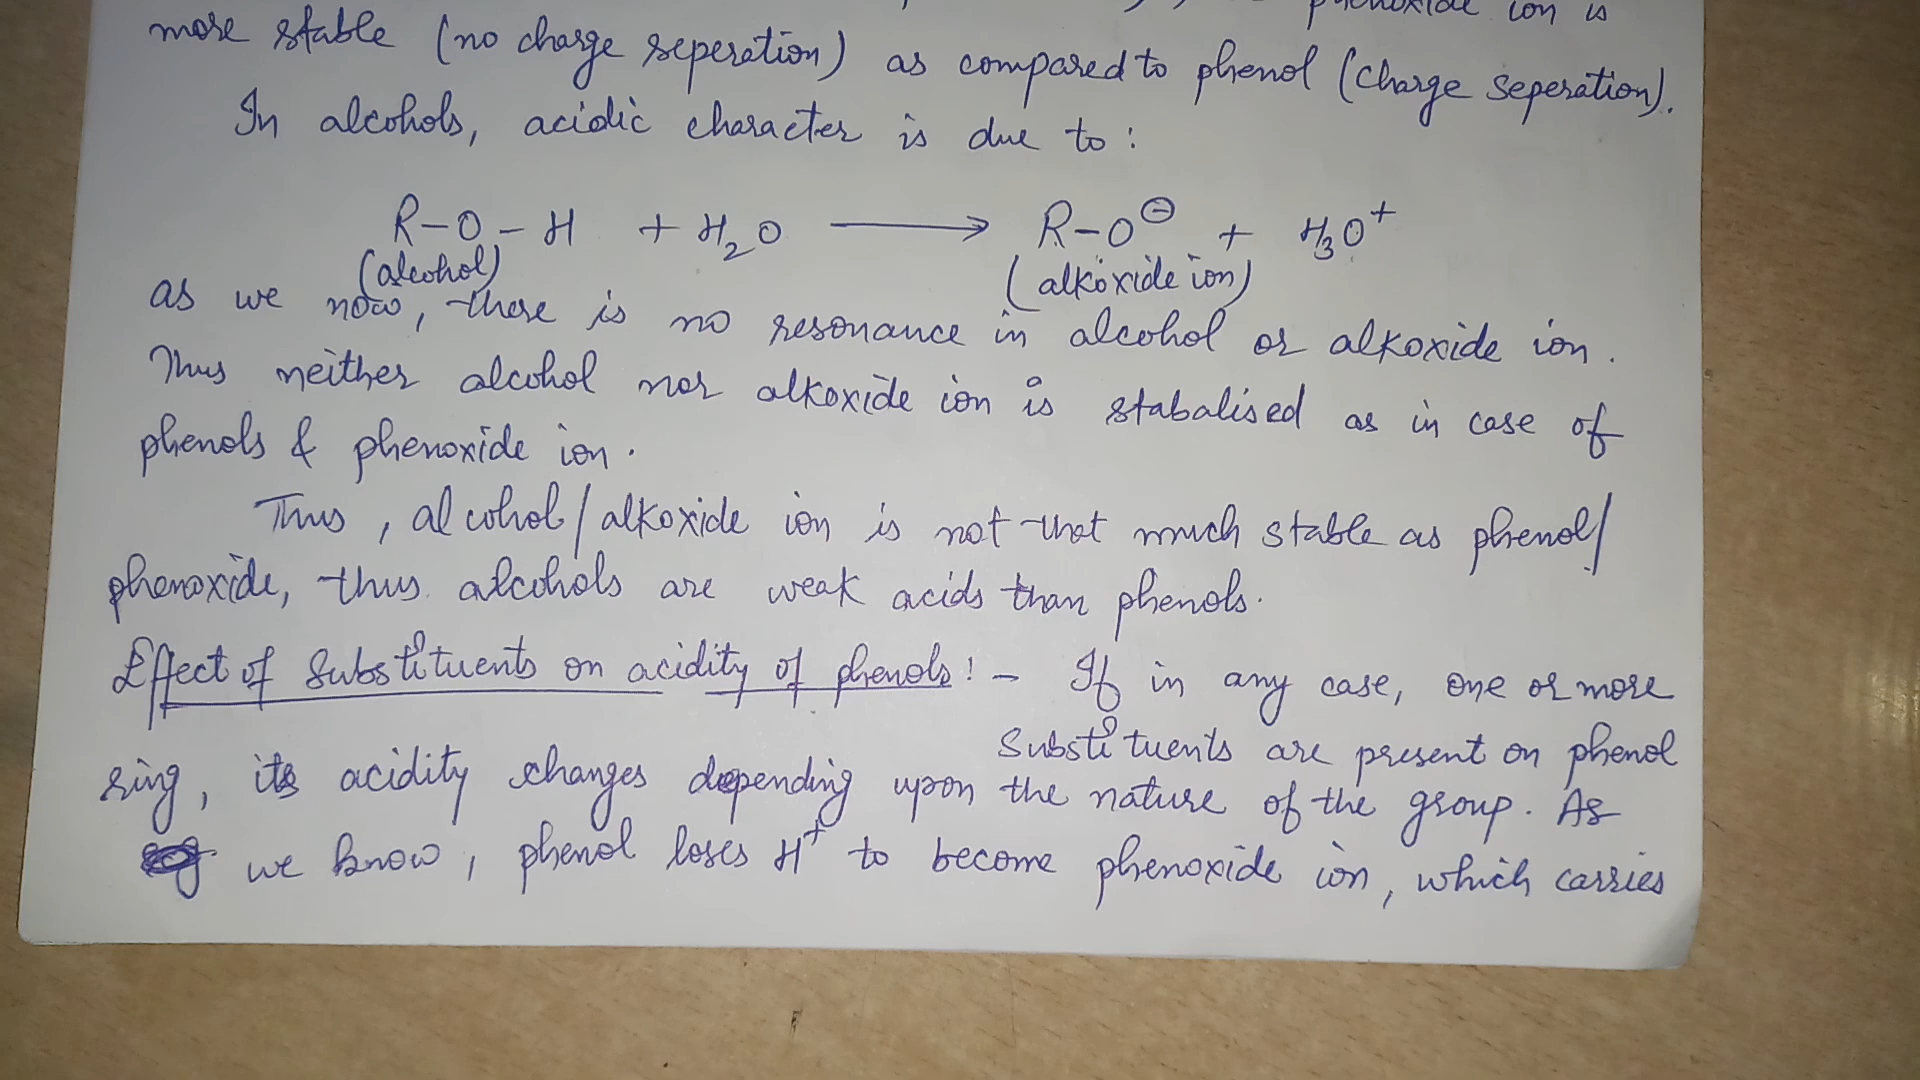 phenoxide ion is
more stable (no charge seperation) as compared to phenol (Charge Seperation).
In alcohols, acidic character is due to :
R-O-H + H₂O ⟶ R-O⊖ + H₃O⁺
(alcohol) (alkoxide ion)
as we now, there is no resonance in alcohol or alkoxide ion.
Thus neither alcohol nor alkoxide ion is stabalised as in case of
phenols & phenoxide ion.
Thus, alcohol/alkoxide ion is not that much stable as phenol/
phenoxide, thus alcohols are weak acids than phenols.
Effect of Substituents on acidity of phenols:- If in any case, one or more
Substituents are present on phenol
ring, its acidity changes depending upon the nature of the group. As
we know, phenol loses H⁺ to become phenoxide ion, which carries